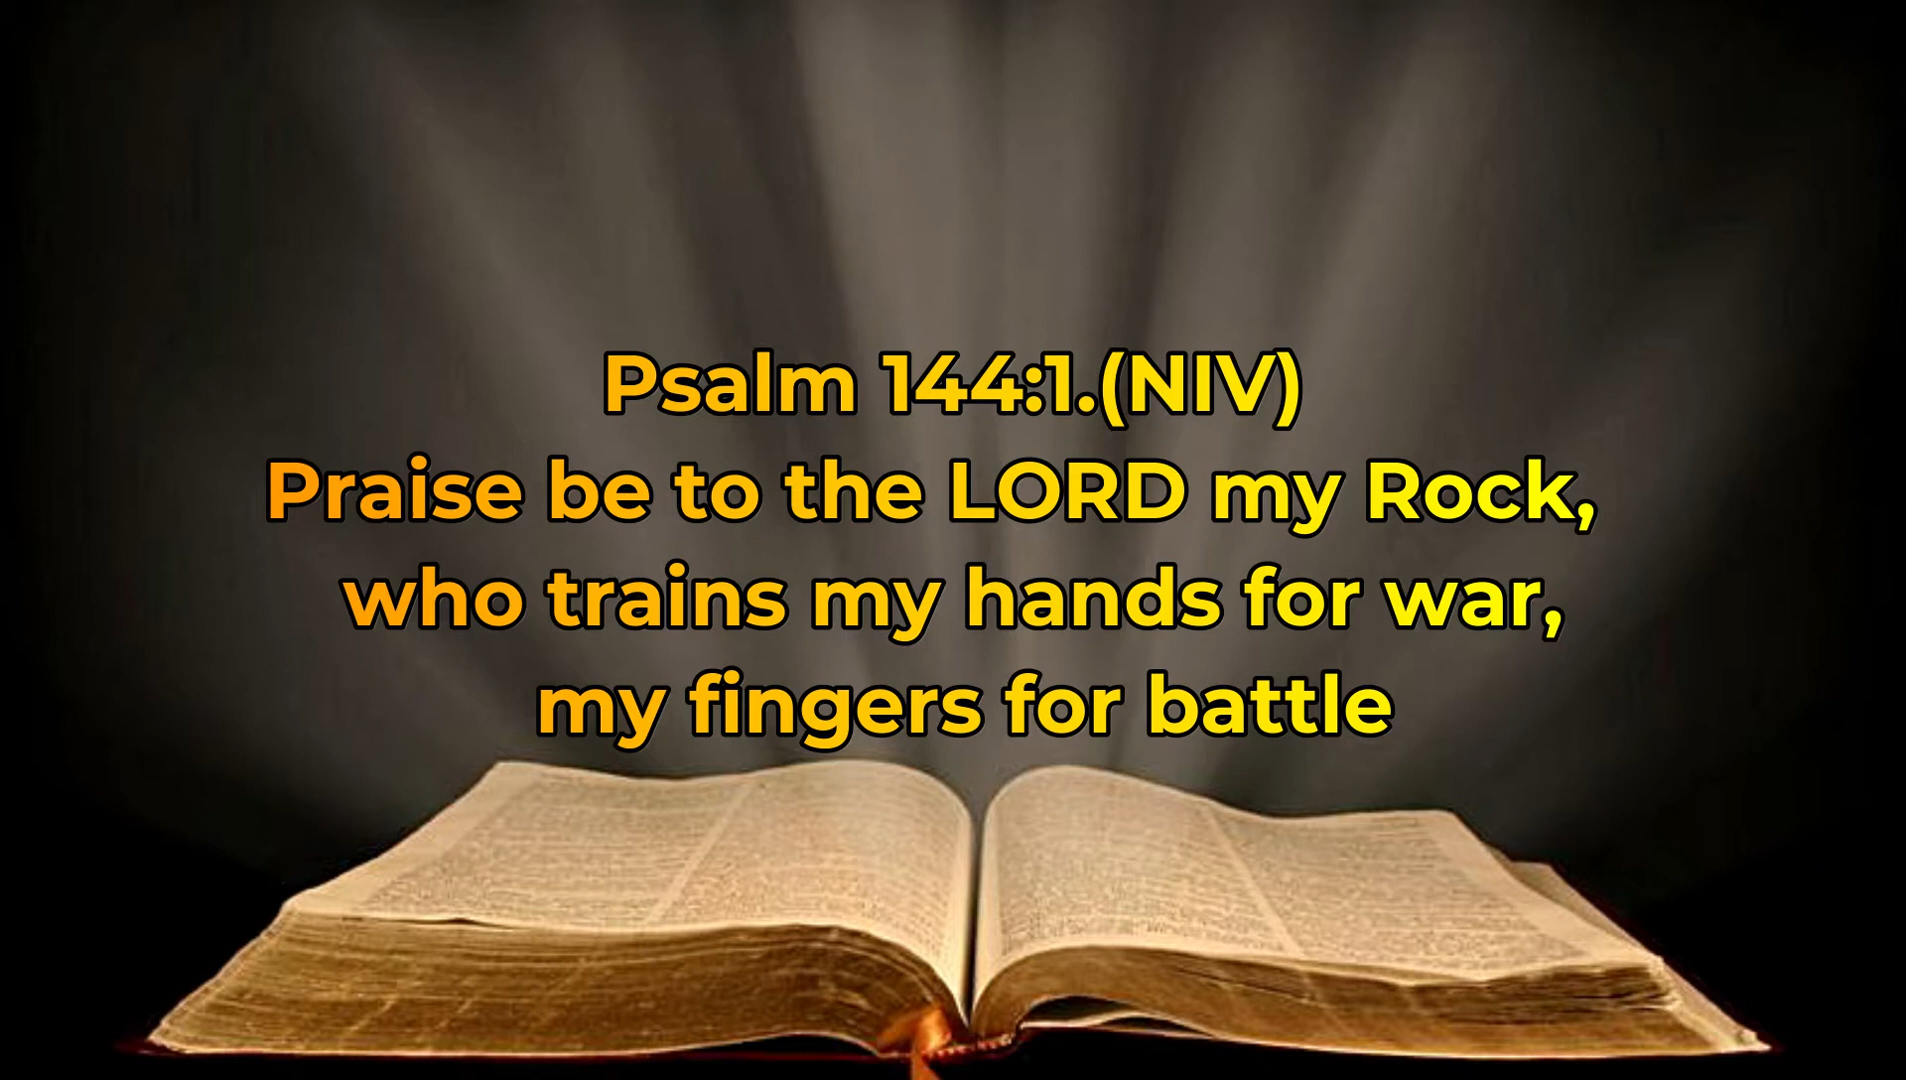 Psalm 144:1.(NIV)
Praise be to the LORD my Rock,
who trains my hands for war,
my fingers for battle